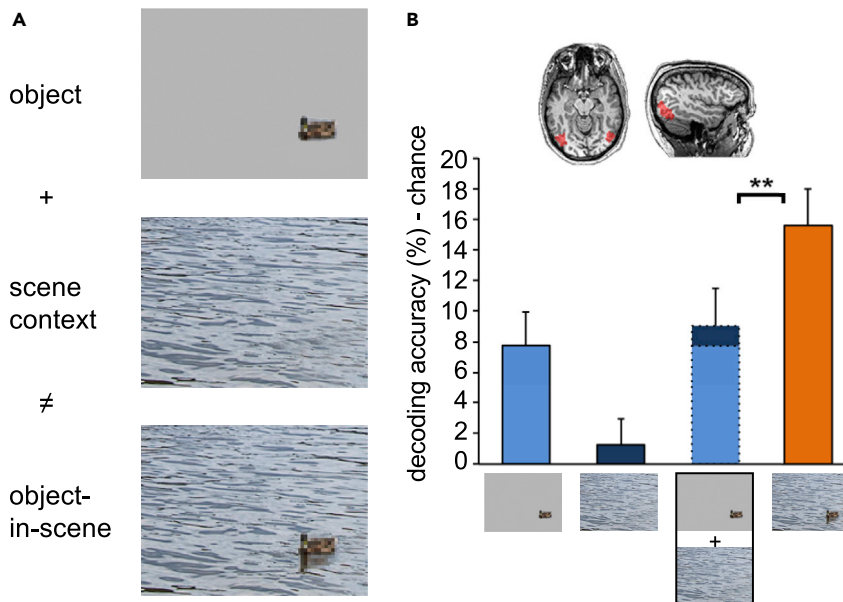 A
object
+
scene
context
≠
object-
in-scene
B
decoding accuracy (%) - chance
20
18
16
14
12
10
8
6
4
2
0
**
+